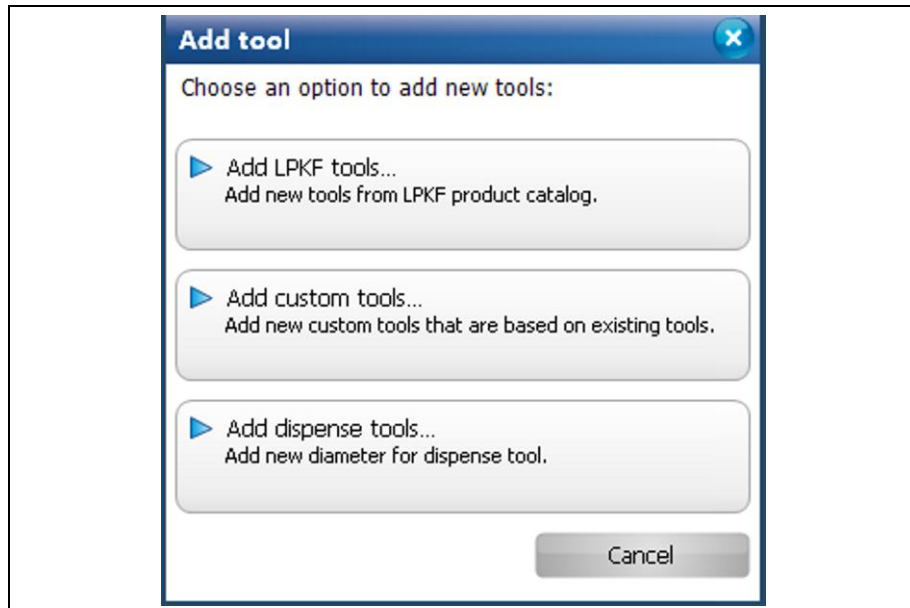 Add tool
Choose an option to add new tools:
Add LPKF tools...
Add new tools from LPKF product catalog.
Add custom tools...
Add new custom tools that are based on existing tools.
Add dispense tools...
Add new diameter for dispense tool.
Cancel